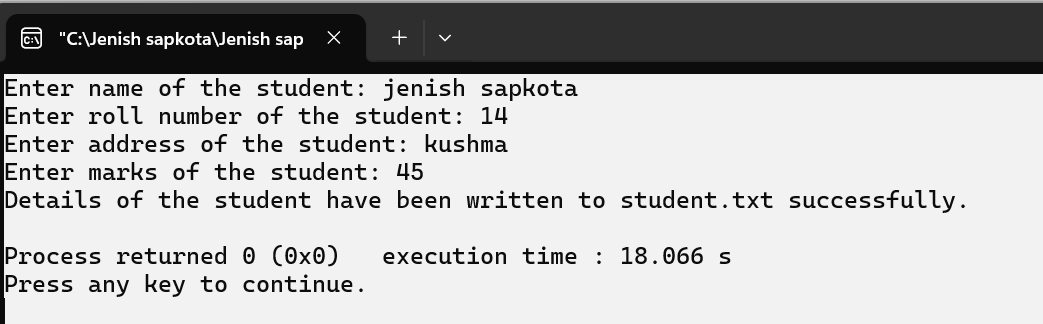 "C:\Jenish sapkota\Jenish sap
Enter name of the student: jenish sapkota
Enter roll number of the student: 14
Enter address of the student: kushma
Enter marks of the student: 45
Details of the student have been written to student.txt successfully.
Process returned 0 (0x0)   execution time : 18.066 s
Press any key to continue.